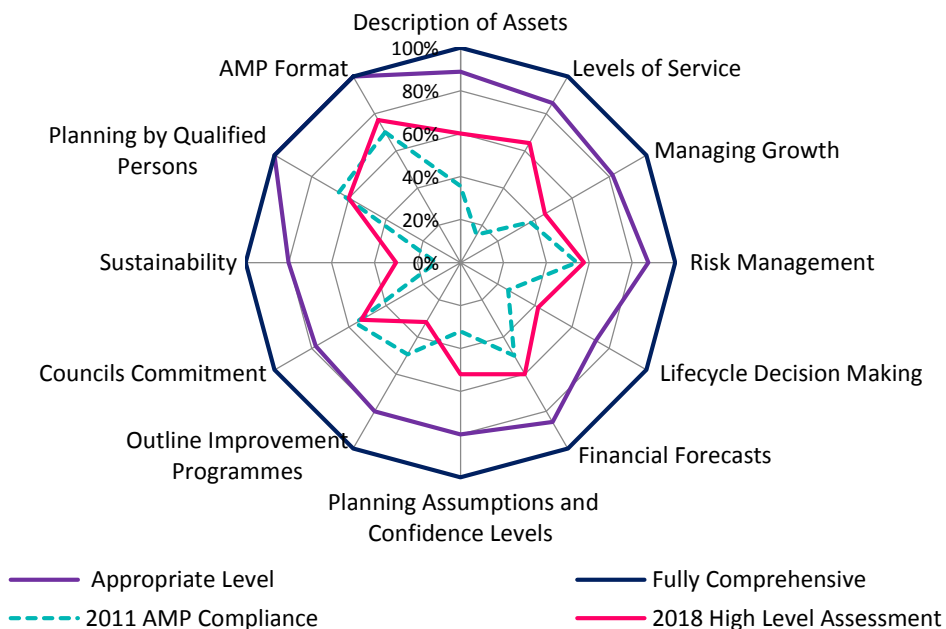 Description of Assets
100%
AMP Format
Levels of Service
80%
Planning by Qualified
Persons
60%
Managing Growth
40%
20%
Sustainability
0%
Risk Management
Councils Commitment
Lifecycle Decision Making
Outline Improvement
Programmes
Financial Forecasts
Planning Assumptions and
Confidence Levels
Appropriate Level
Fully Comprehensive
2011 AMP Compliance
2018 High Level Assessment